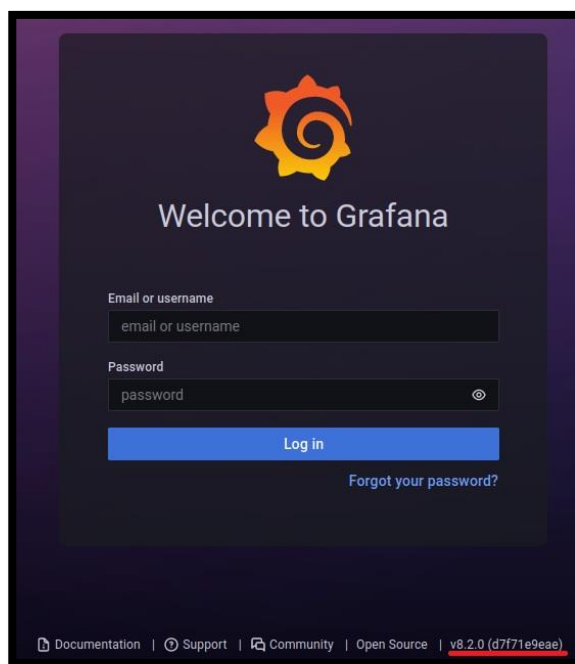 Welcome to Grafana
Email or username
email or username
Password
password
Log in
Forgot your password?
Documentation | Support | Community | Open Source | v8.2.0 (d7f71e9eae)